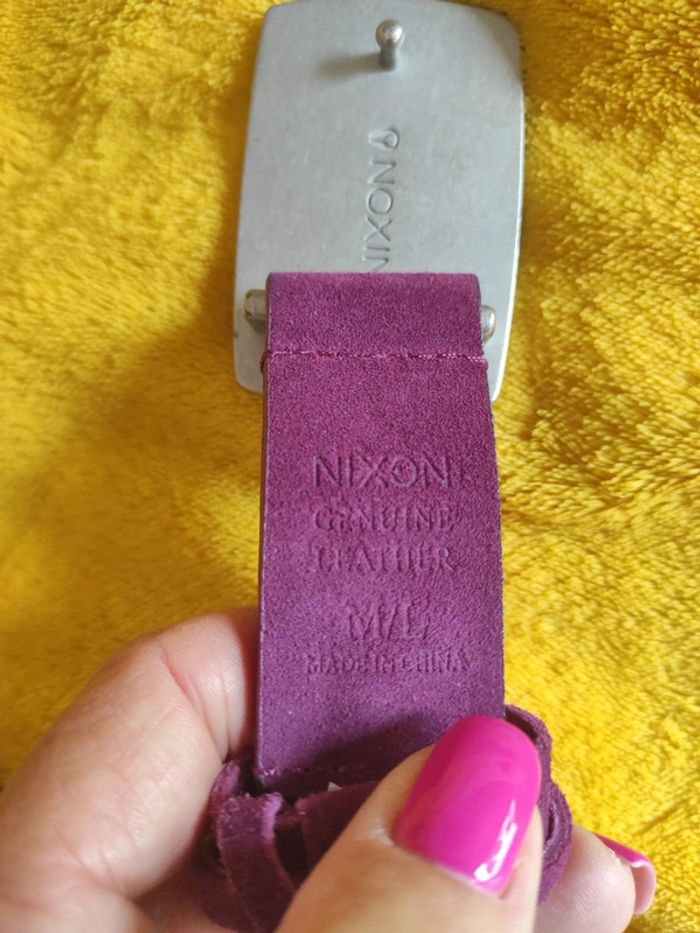 NIXON
NIXON
GENUINE
LEATHER
M/L
MADE IN CHINA